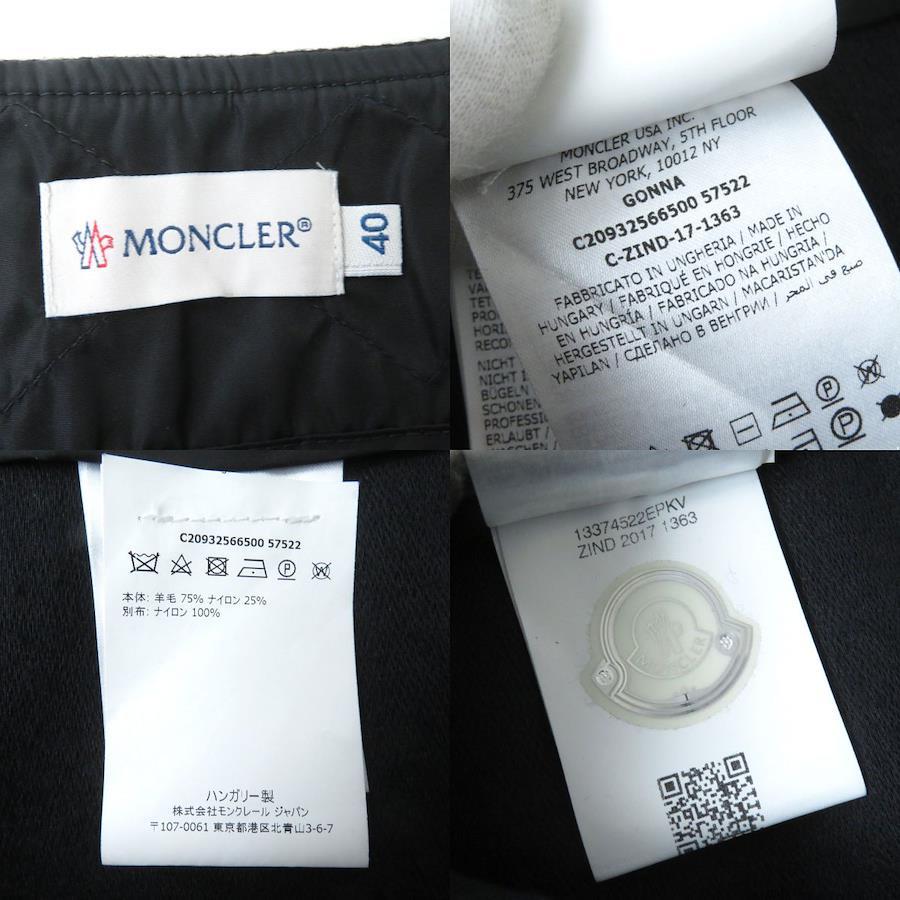 MONCLER®
40
MONCLER USA INC.
375 WEST BROADWAY, 5TH FLOOR
NEW YORK, 10012 NY
GONNA
C20932566500 57522
C-ZIND-17-1363
FABBRICATO IN UNGHERIA / MADE IN
HUNGARY / FABRIQUÉ EN HONGRIE / HECHO
EN HUNGRÍA / FABRICADO NA HUNGRIA /
HERGESTELLT IN UNGARN / MACARISTAN'DA
YAPILAN / СДЕЛАНО В ВЕНГРИИ / صنع في المجر
NICHT
NICHT
BÜGELN
SCHONEN
PROFESSI
ERLAUBT /
P
P
W
C20932566500 57522
P
W
本体: 羊毛 75% ナイロン 25%
別布: ナイロン 100%
ハンガリー製
株式会社モンクレール ジャパン
〒107-0061 東京都港区北青山3-6-7
13374522EPKV
ZIND 2017 1363
MONCLER